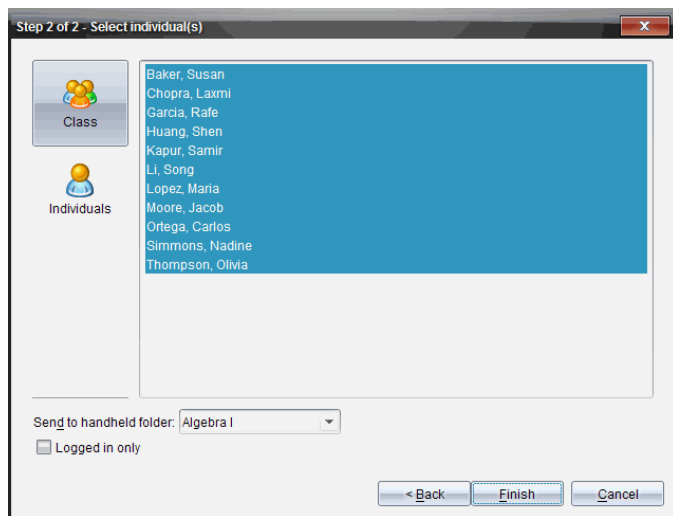 Step 2 of 2 - Select individual(s)
Class
Individuals
Baker, Susan
Chopra, Laxmi
Garcia, Rafe
Huang, Shen
Kapur, Samir
Li, Song
Lopez, Maria
Moore, Jacob
Ortega, Carlos
Simmons, Nadine
Thompson, Olivia
Send to handheld folder: Algebra I
Logged in only
< Back Finish Cancel